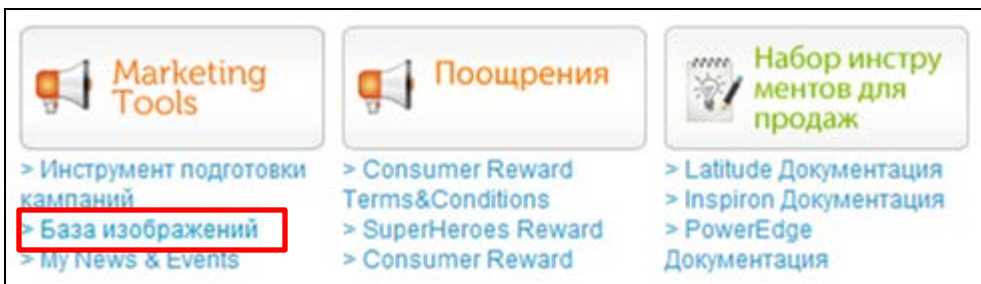 Marketing
Tools
> Инструмент подготовки
кампаний
> База изображений
> My News & Events
Поощрения
> Consumer Reward
Terms&Conditions
> SuperHeroes Reward
> Consumer Reward
Набор инстру
ментов для
продаж
> Latitude Документация
> Inspiron Документация
> PowerEdge
Документация